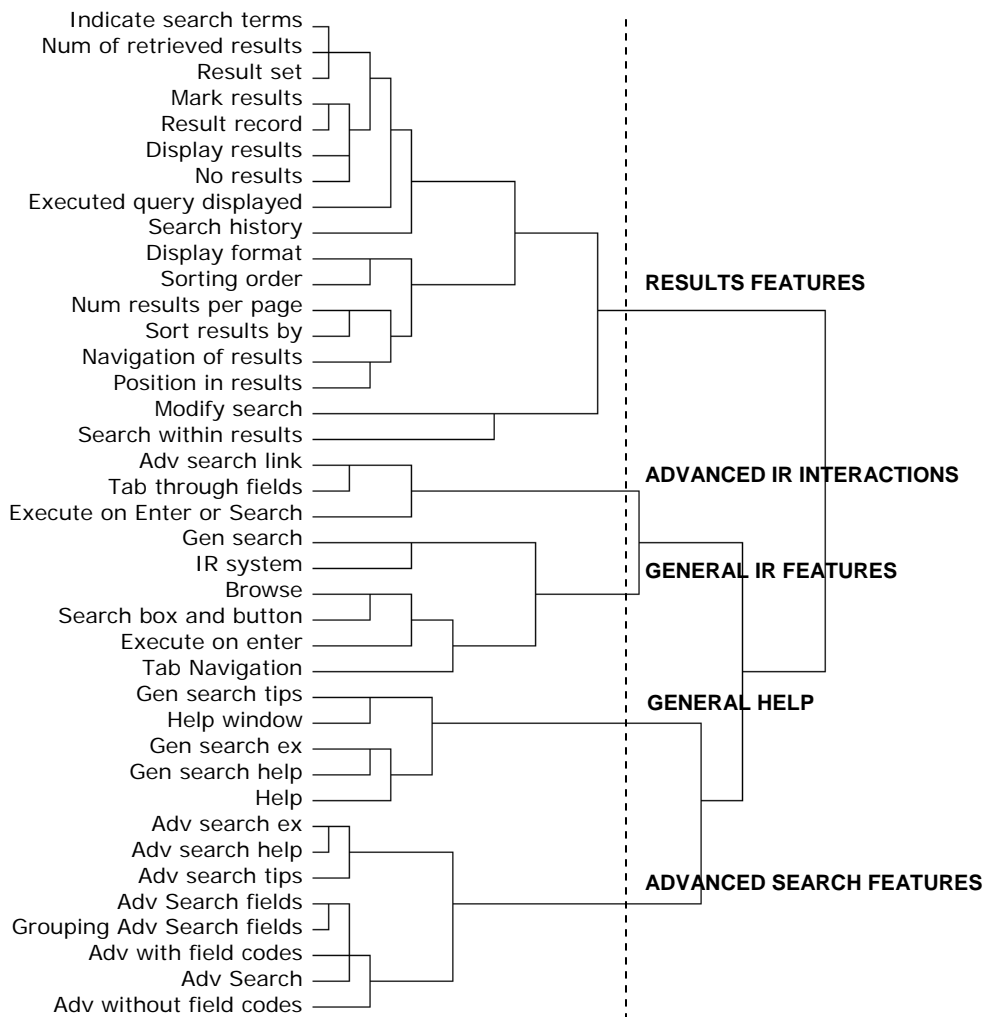 Indicate search terms
Num of retrieved results
Result set
Mark results
Result record
Display results
No results
Executed query displayed
Search history
Display format
Sorting order
Num results per page
Sort results by
Navigation of results
Position in results
Modify search
Search within results
Adv search link
Tab through fields
Execute on Enter or Search
Gen search
IR system
Browse
Search box and button
Execute on enter
Tab Navigation
Gen search tips
Help window
Gen search ex
Gen search help
Help
Adv search ex
Adv search help
Adv search tips
Adv Search fields
Grouping Adv Search fields
Adv with field codes
Adv Search
Adv without field codes
RESULTS FEATURES
ADVANCED IR INTERACTIONS
GENERAL IR FEATURES
GENERAL HELP
ADVANCED SEARCH FEATURES